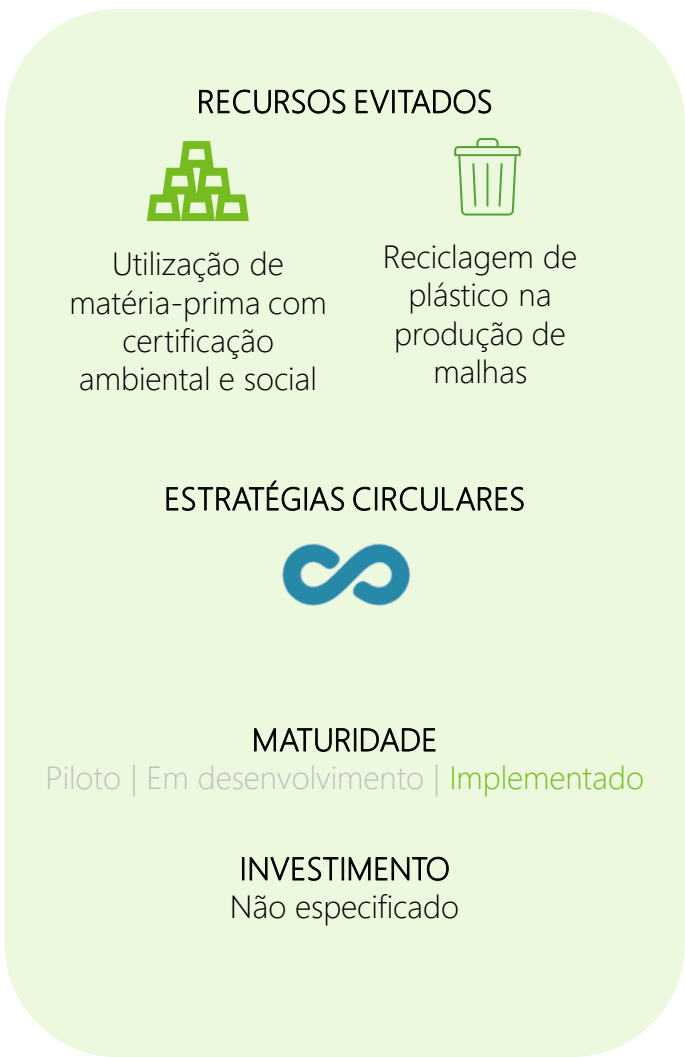 RECURSOS EVITADOS
Utilização de
matéria-prima com
certificação
ambiental e social
Reciclagem de
plástico na
produção de
malhas
ESTRATÉGIAS CIRCULARES
MATURIDADE
Piloto | Em desenvolvimento | Implementado
INVESTIMENTO
Não especificado